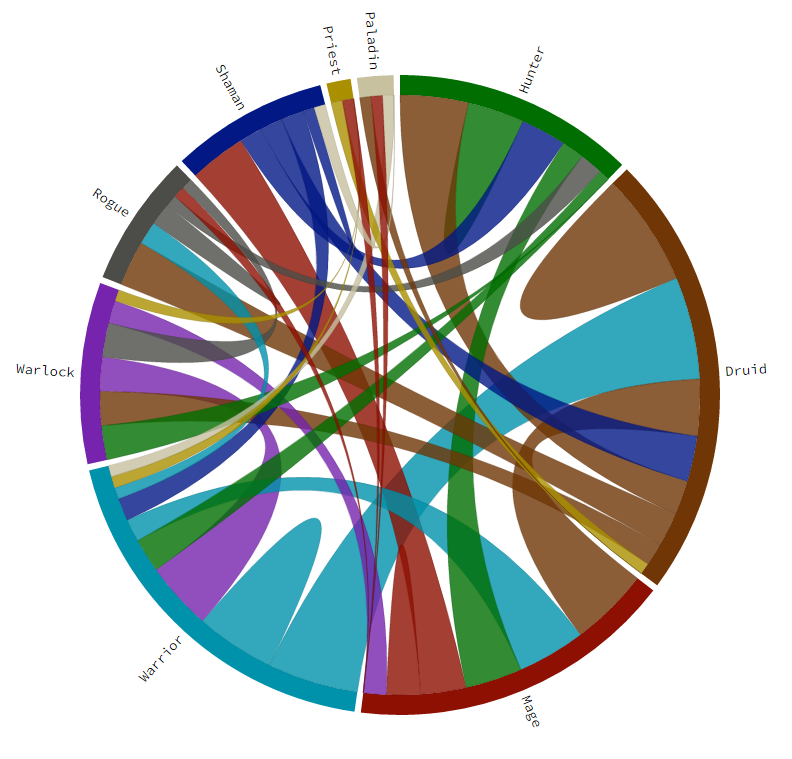 Paladin
Priest
Hunter
Shaman
Rogue
Warlock
Druid
Warrior
Mage